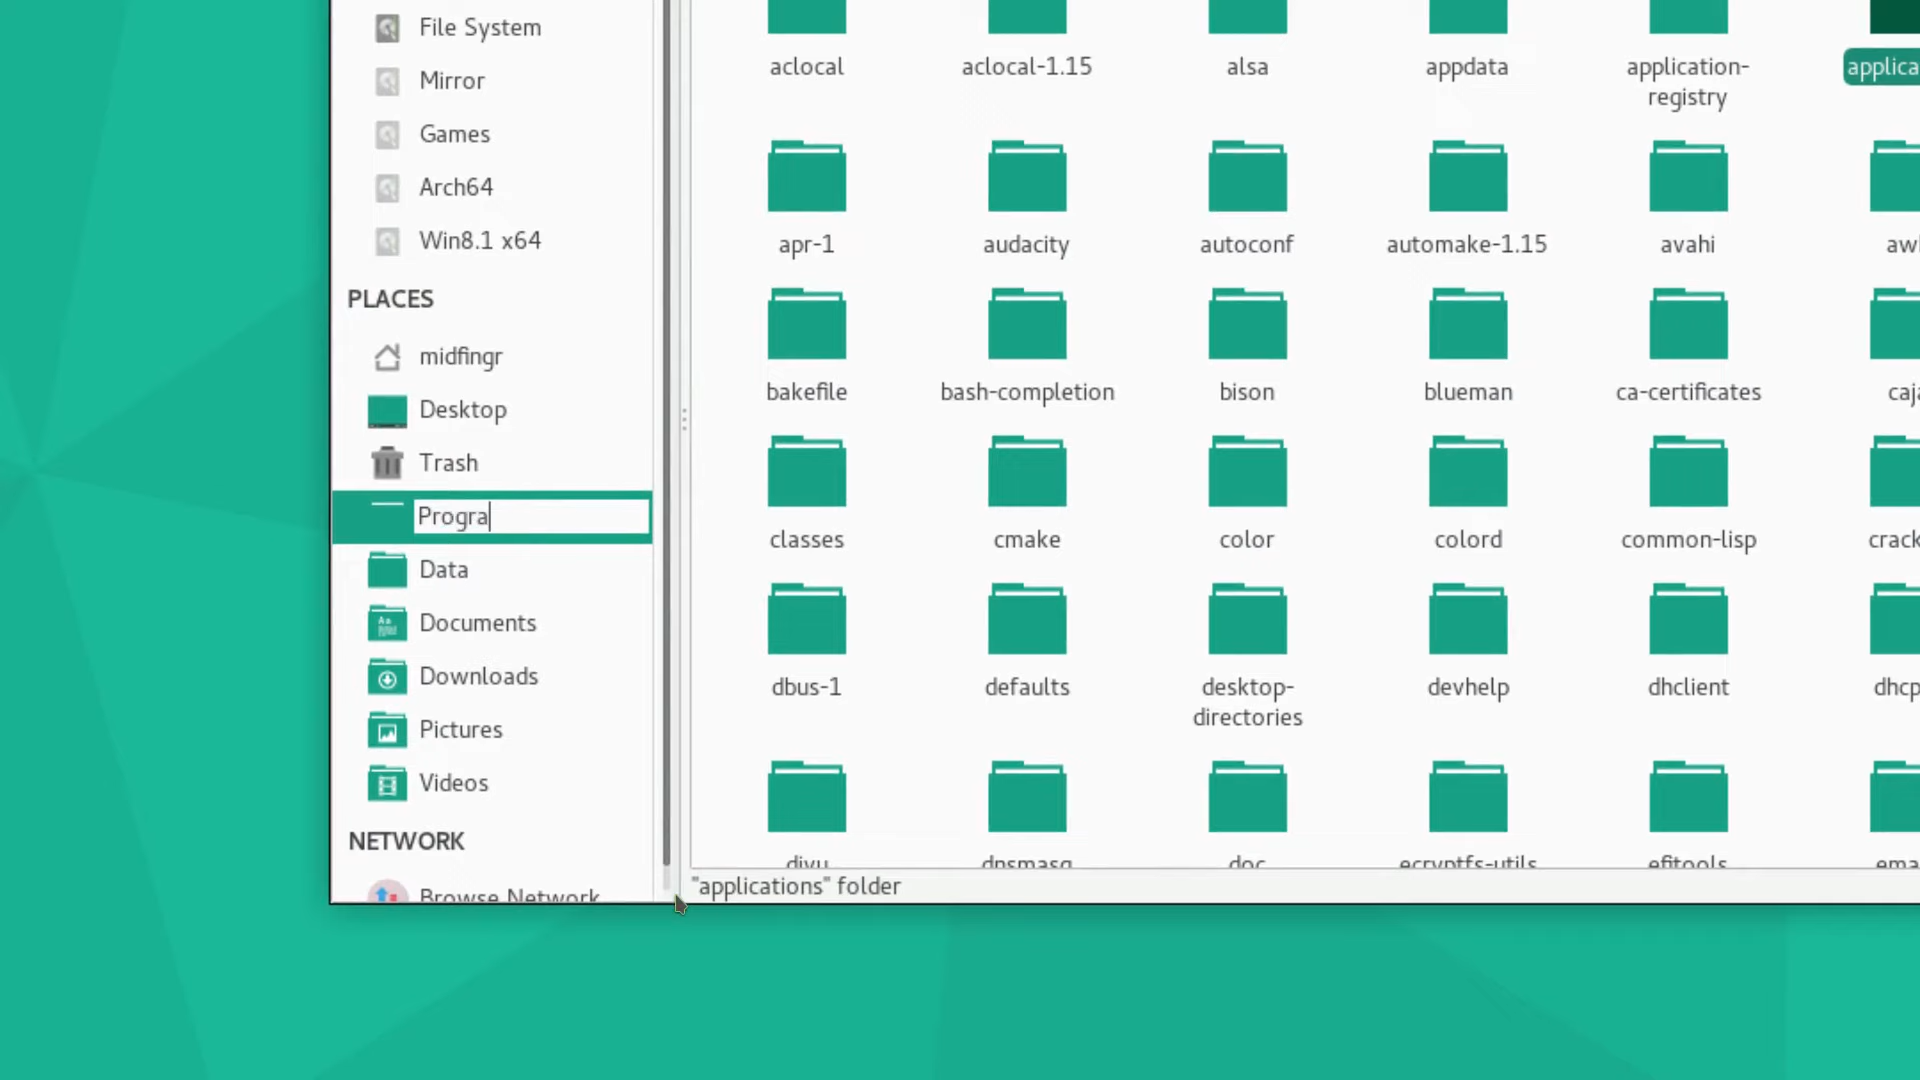 File System
Mirror
Games
Arch64
Win8.1 x64
PLACES
midfingr
Desktop
Trash
Progra
Data
Documents
Downloads
Pictures
Videos
NETWORK
Browse Network
aclocal
aclocal-1.15
alsa
appdata
application-
registry
applica
apr-1
audacity
autoconf
automake-1.15
avahi
aw
bakefile
bash-completion
bison
blueman
ca-certificates
caj
classes
cmake
color
colord
common-lisp
crack
dbus-1
defaults
desktop-
directories
devhelp
dhclient
dhcp
djvu
dnsmasq
doc
ecryptfs-utils
efitools
ema
"applications" folder